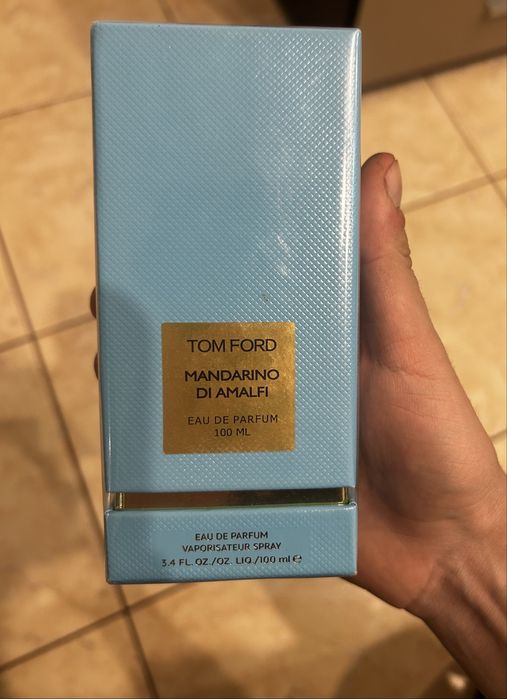 TOM FORD
MANDARINO
DI AMALFI
EAU DE PARFUM
100 ML
EAU DE PARFUM
VAPORISATEUR SPRAY
3.4 FL. OZ./OZ. LIQ./100 ml ℮